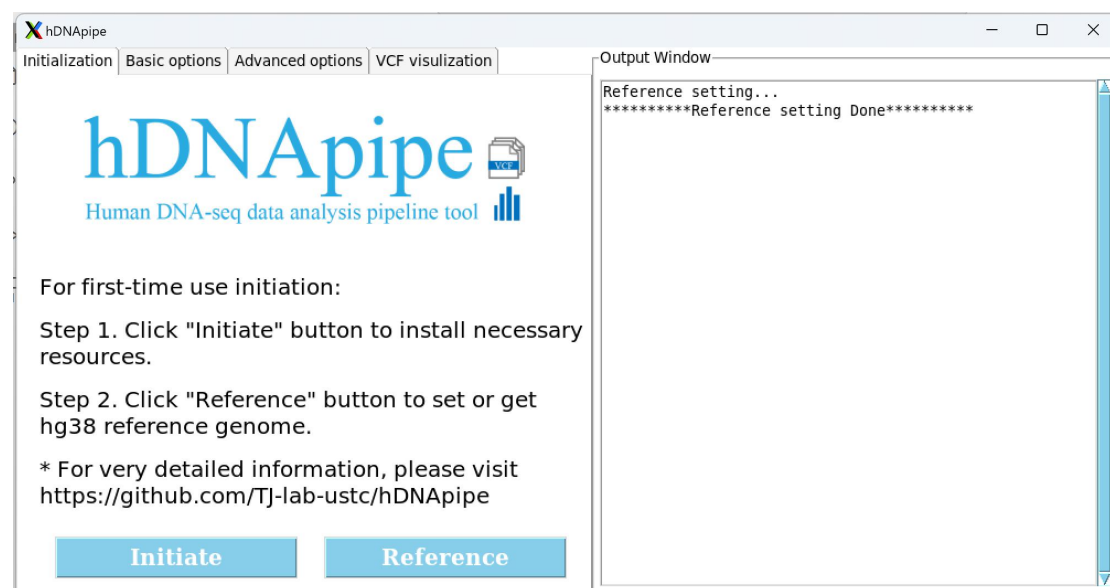 hDNApipe
Initialization Basic options Advanced options VCF visulization
hDNApipe
VCF
Human DNA-seq data analysis pipeline tool
For first-time use initiation:
Step 1. Click "Initiate" button to install necessary
resources.
Step 2. Click "Reference" button to set or get
hg38 reference genome.
* For very detailed information, please visit
https://github.com/TJ-lab-ustc/hDNApipe
Initiate Reference
Output Window
Reference setting...
**********Reference setting Done**********